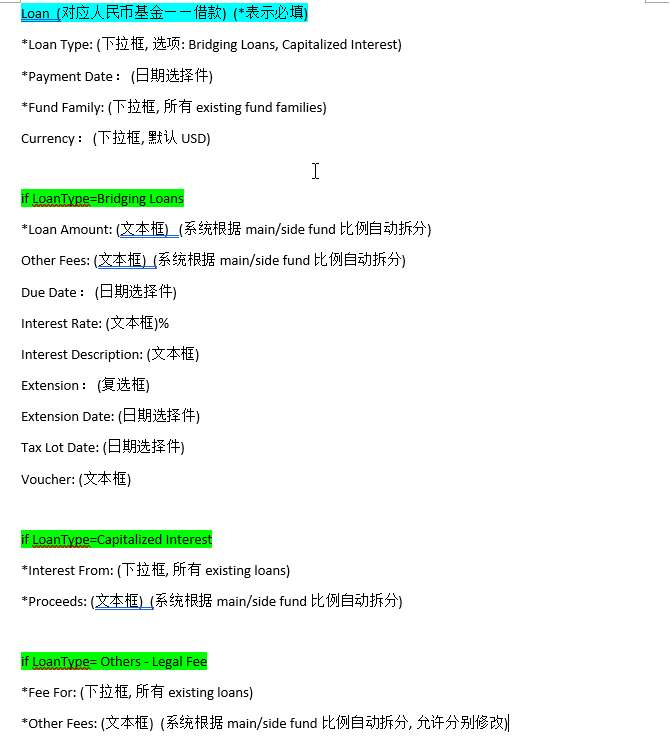 Loan (对应人民币基金——借款) (*表示必填)
*Loan Type: (下拉框, 选项: Bridging Loans, Capitalized Interest)
*Payment Date： (日期选择件)
*Fund Family: (下拉框, 所有 existing fund families)
Currency： (下拉框, 默认 USD)
if LoanType=Bridging Loans
*Loan Amount: (文本框) (系统根据 main/side fund 比例自动拆分)
Other Fees: (文本框) (系统根据 main/side fund 比例自动拆分)
Due Date： (日期选择件)
Interest Rate: (文本框)%
Interest Description: (文本框)
Extension： (复选框)
Extension Date: (日期选择件)
Tax Lot Date: (日期选择件)
Voucher: (文本框)
if LoanType=Capitalized Interest
*Interest From: (下拉框, 所有 existing loans)
*Proceeds: (文本框) (系统根据 main/side fund 比例自动拆分)
if LoanType= Others - Legal Fee
*Fee For: (下拉框, 所有 existing loans)
*Other Fees: (文本框) (系统根据 main/side fund 比例自动拆分, 允许分别修改)